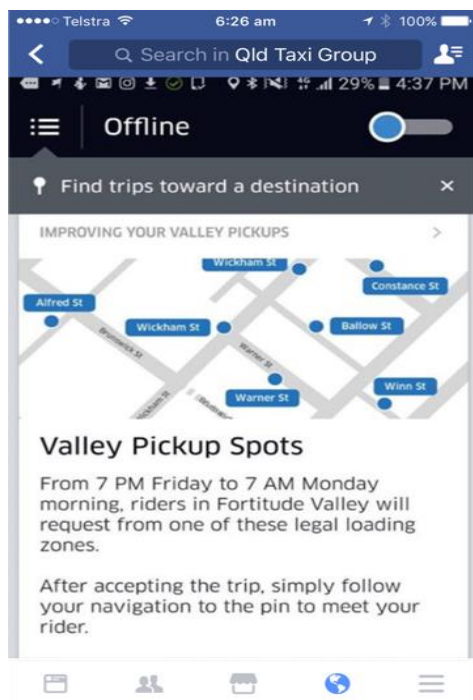 Telstra 6:26 am 100%
Search in Qld Taxi Group
29% 4:37 PM
Offline
Find trips toward a destination ×
IMPROVING YOUR VALLEY PICKUPS >
Wickham St
Constance St
Alfred St
Wickham St
Ballow St
Brunswick St
Warner St
Warner St
Winn St
Wickham St
Valley Pickup Spots
From 7 PM Friday to 7 AM Monday
morning, riders in Fortitude Valley will
request from one of these legal loading
zones.
After accepting the trip, simply follow
your navigation to the pin to meet your
rider.